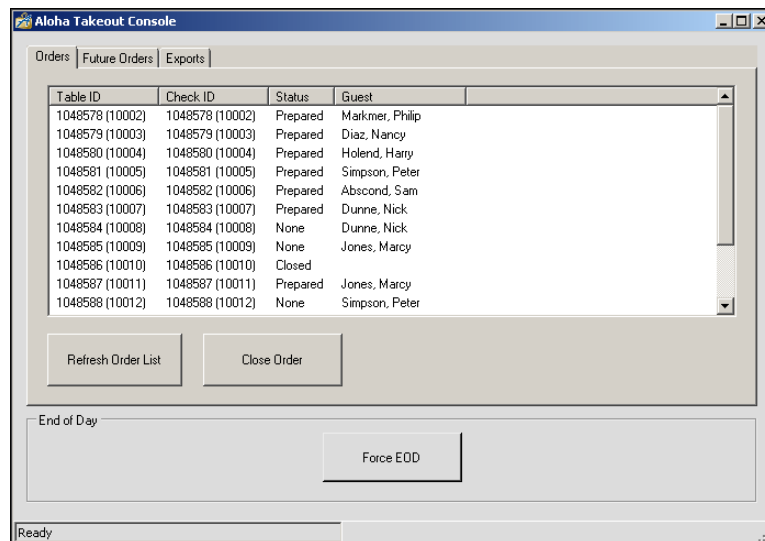 Aloha Takeout Console
Orders Future Orders Exports
Table ID Check ID Status Guest
1048578 (10002) 1048578 (10002) Prepared Markmer, Philip
1048579 (10003) 1048579 (10003) Prepared Diaz, Nancy
1048580 (10004) 1048580 (10004) Prepared Holend, Harry
1048581 (10005) 1048581 (10005) Prepared Simpson, Peter
1048582 (10006) 1048582 (10006) Prepared Abscond, Sam
1048583 (10007) 1048583 (10007) Prepared Dunne, Nick
1048584 (10008) 1048584 (10008) None Dunne, Nick
1048585 (10009) 1048585 (10009) None Jones, Marcy
1048586 (10010) 1048586 (10010) Closed
1048587 (10011) 1048587 (10011) Prepared Jones, Marcy
1048588 (10012) 1048588 (10012) None Simpson, Peter
Refresh Order List Close Order
End of Day
Force EOD
Ready